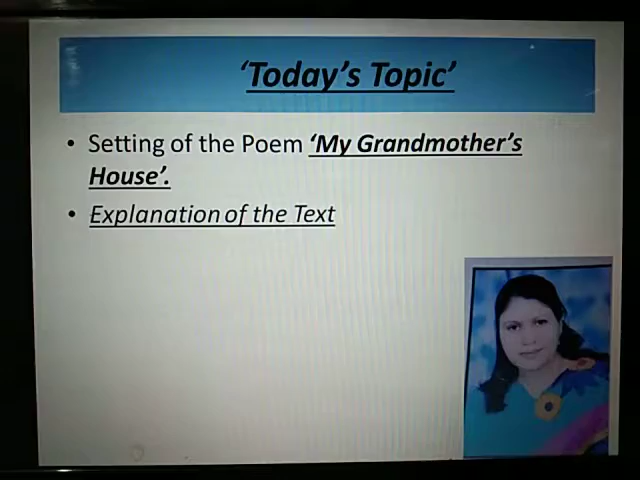 ‘Today’s Topic’
• Setting of the Poem ‘My Grandmother’s
House’.
• Explanation of the Text